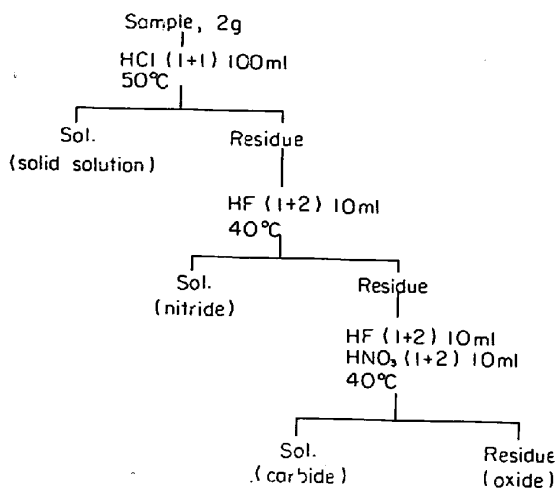 Sample, 2g
HCl (1+1) 100ml
50°C
Sol.
(solid solution)
Residue
HF (1+2) 10ml
40°C
Sol.
(nitride)
Residue
HF (1+2) 10ml
HNO₃ (1+2) 10ml
40°C
Sol.
(carbide)
Residue
(oxide)